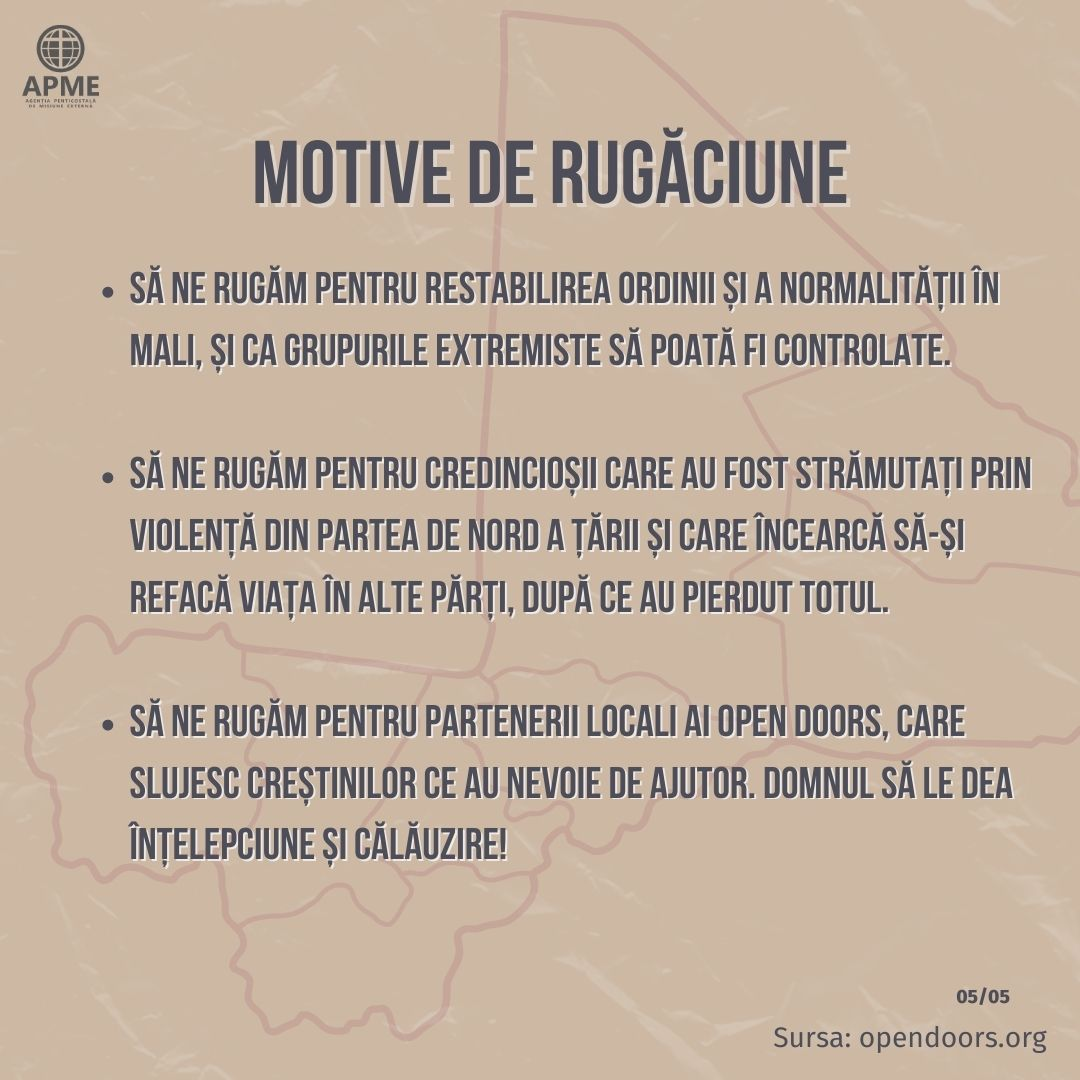 APME
AGENȚIA PENTICOSTALĂ
DE MISIUNE EXTERNĂ
MOTIVE DE RUGĂCIUNE
• SĂ NE RUGĂM PENTRU RESTABILIREA ORDINII ȘI A NORMALITĂȚII ÎN
MALI, ȘI CA GRUPURILE EXTREMISTE SĂ POATĂ FI CONTROLATE.
• SĂ NE RUGĂM PENTRU CREDINCIOȘII CARE AU FOST STRĂMUTAȚI PRIN
VIOLENȚĂ DIN PARTEA DE NORD A ȚĂRII ȘI CARE ÎNCEARCĂ SĂ-ȘI
REFACĂ VIAȚA ÎN ALTE PĂRȚI, DUPĂ CE AU PIERDUT TOTUL.
• SĂ NE RUGĂM PENTRU PARTENERII LOCALI AI OPEN DOORS, CARE
SLUJESC CREȘTINILOR CE AU NEVOIE DE AJUTOR. DOMNUL SĂ LE DEA
ÎNȚELEPCIUNE ȘI CĂLĂUZIRE!
05/05
Sursa: opendoors.org